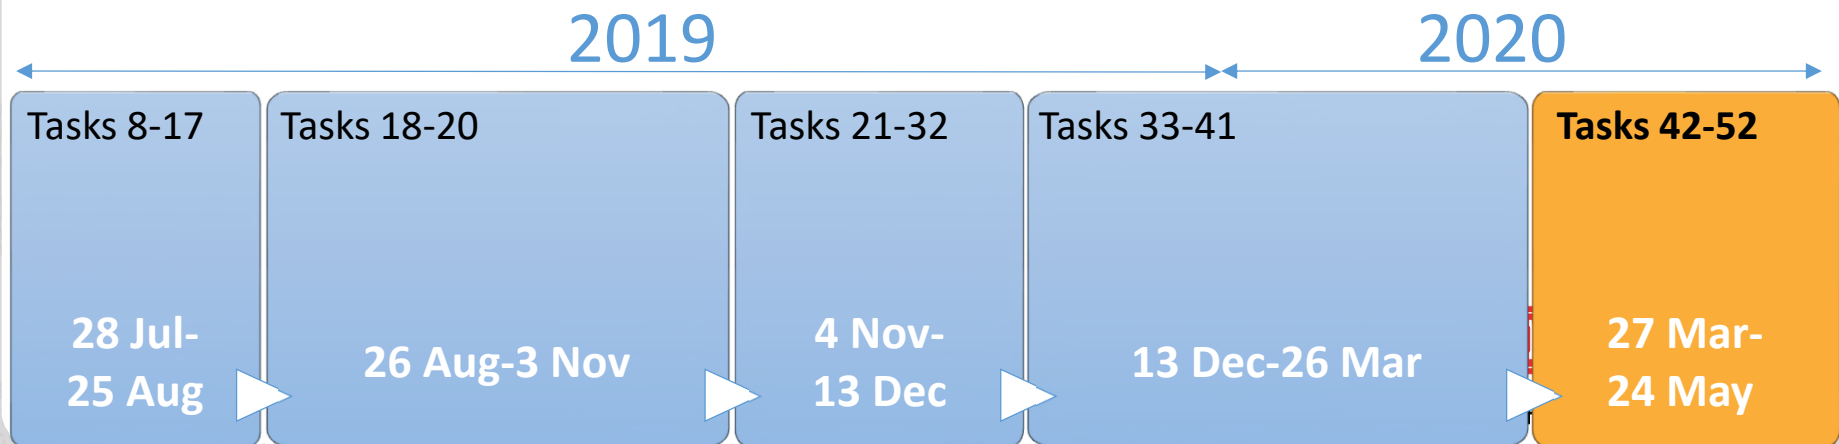 2019
2020
Tasks 8-17
Tasks 18-20
Tasks 21-32
Tasks 33-41
Tasks 42-52
28 Jul-
25 Aug
26 Aug-3 Nov
4 Nov-
13 Dec
13 Dec-26 Mar
27 Mar-
24 May